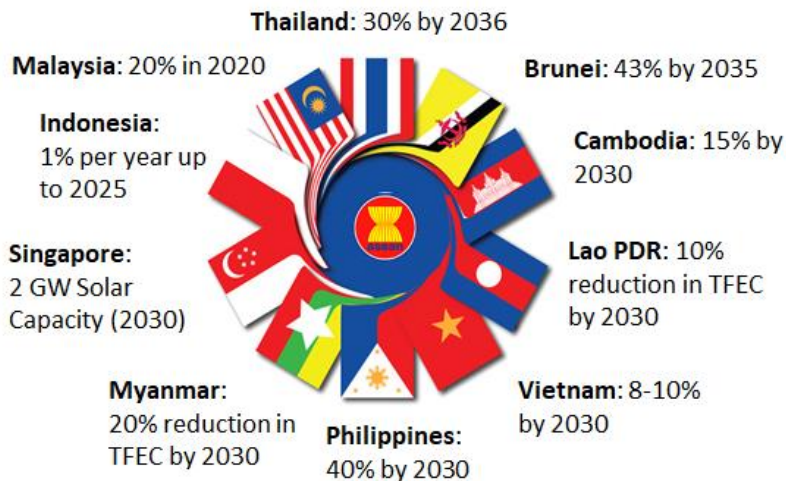 Thailand: 30% by 2036
Malaysia: 20% in 2020
Brunei: 43% by 2035
Indonesia:
1% per year up
to 2025
Cambodia: 15% by
2030
Singapore:
2 GW Solar
Capacity (2030)
Lao PDR: 10%
reduction in TFEC
by 2030
Myanmar:
20% reduction in
TFEC by 2030
Vietnam: 8-10%
by 2030
Philippines:
40% by 2030
asean